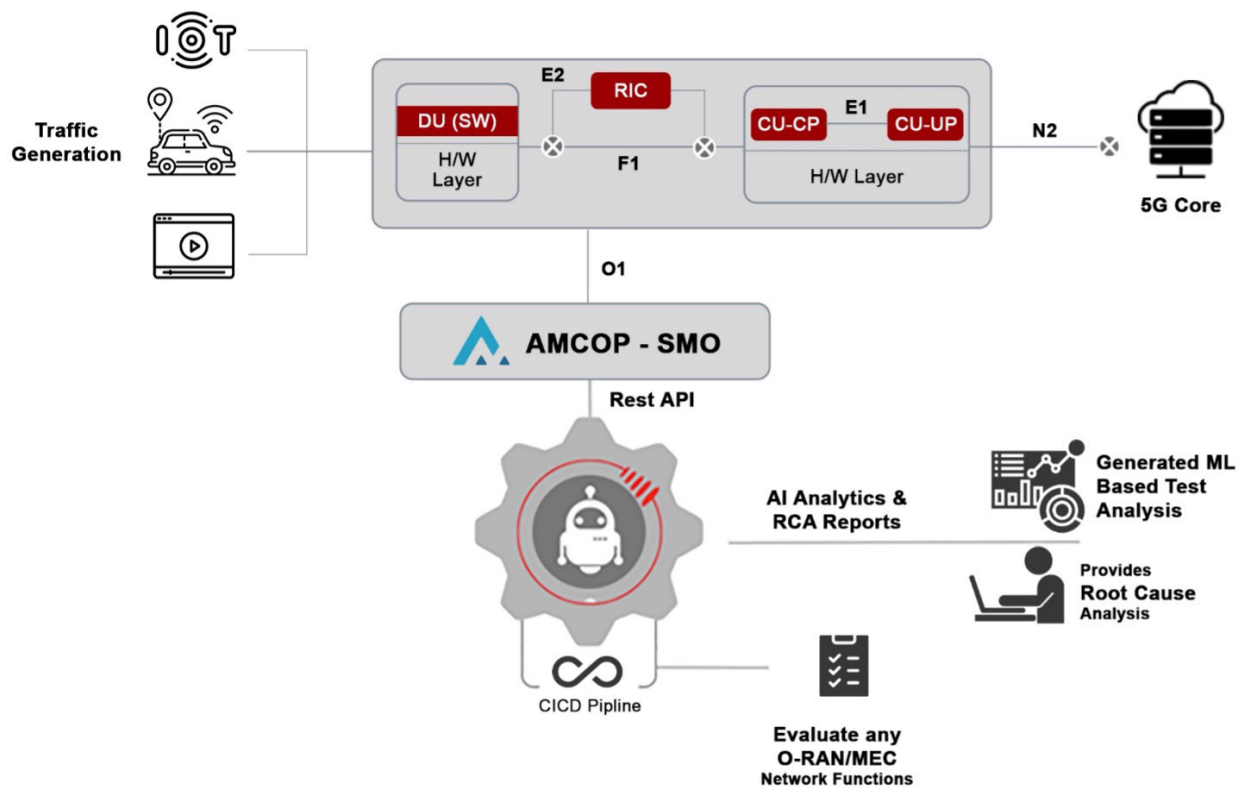 IOT
Traffic
Generation
E2
RIC
DU (SW)
H/W
Layer
F1
CU-CP
E1
CU-UP
H/W Layer
N2
5G Core
O1
AMCOP - SMO
Rest API
AI Analytics &
RCA Reports
Generated ML
Based Test
Analysis
Provides
Root Cause
Analysis
CICD Pipline
Evaluate any
O-RAN/MEC
Network Functions